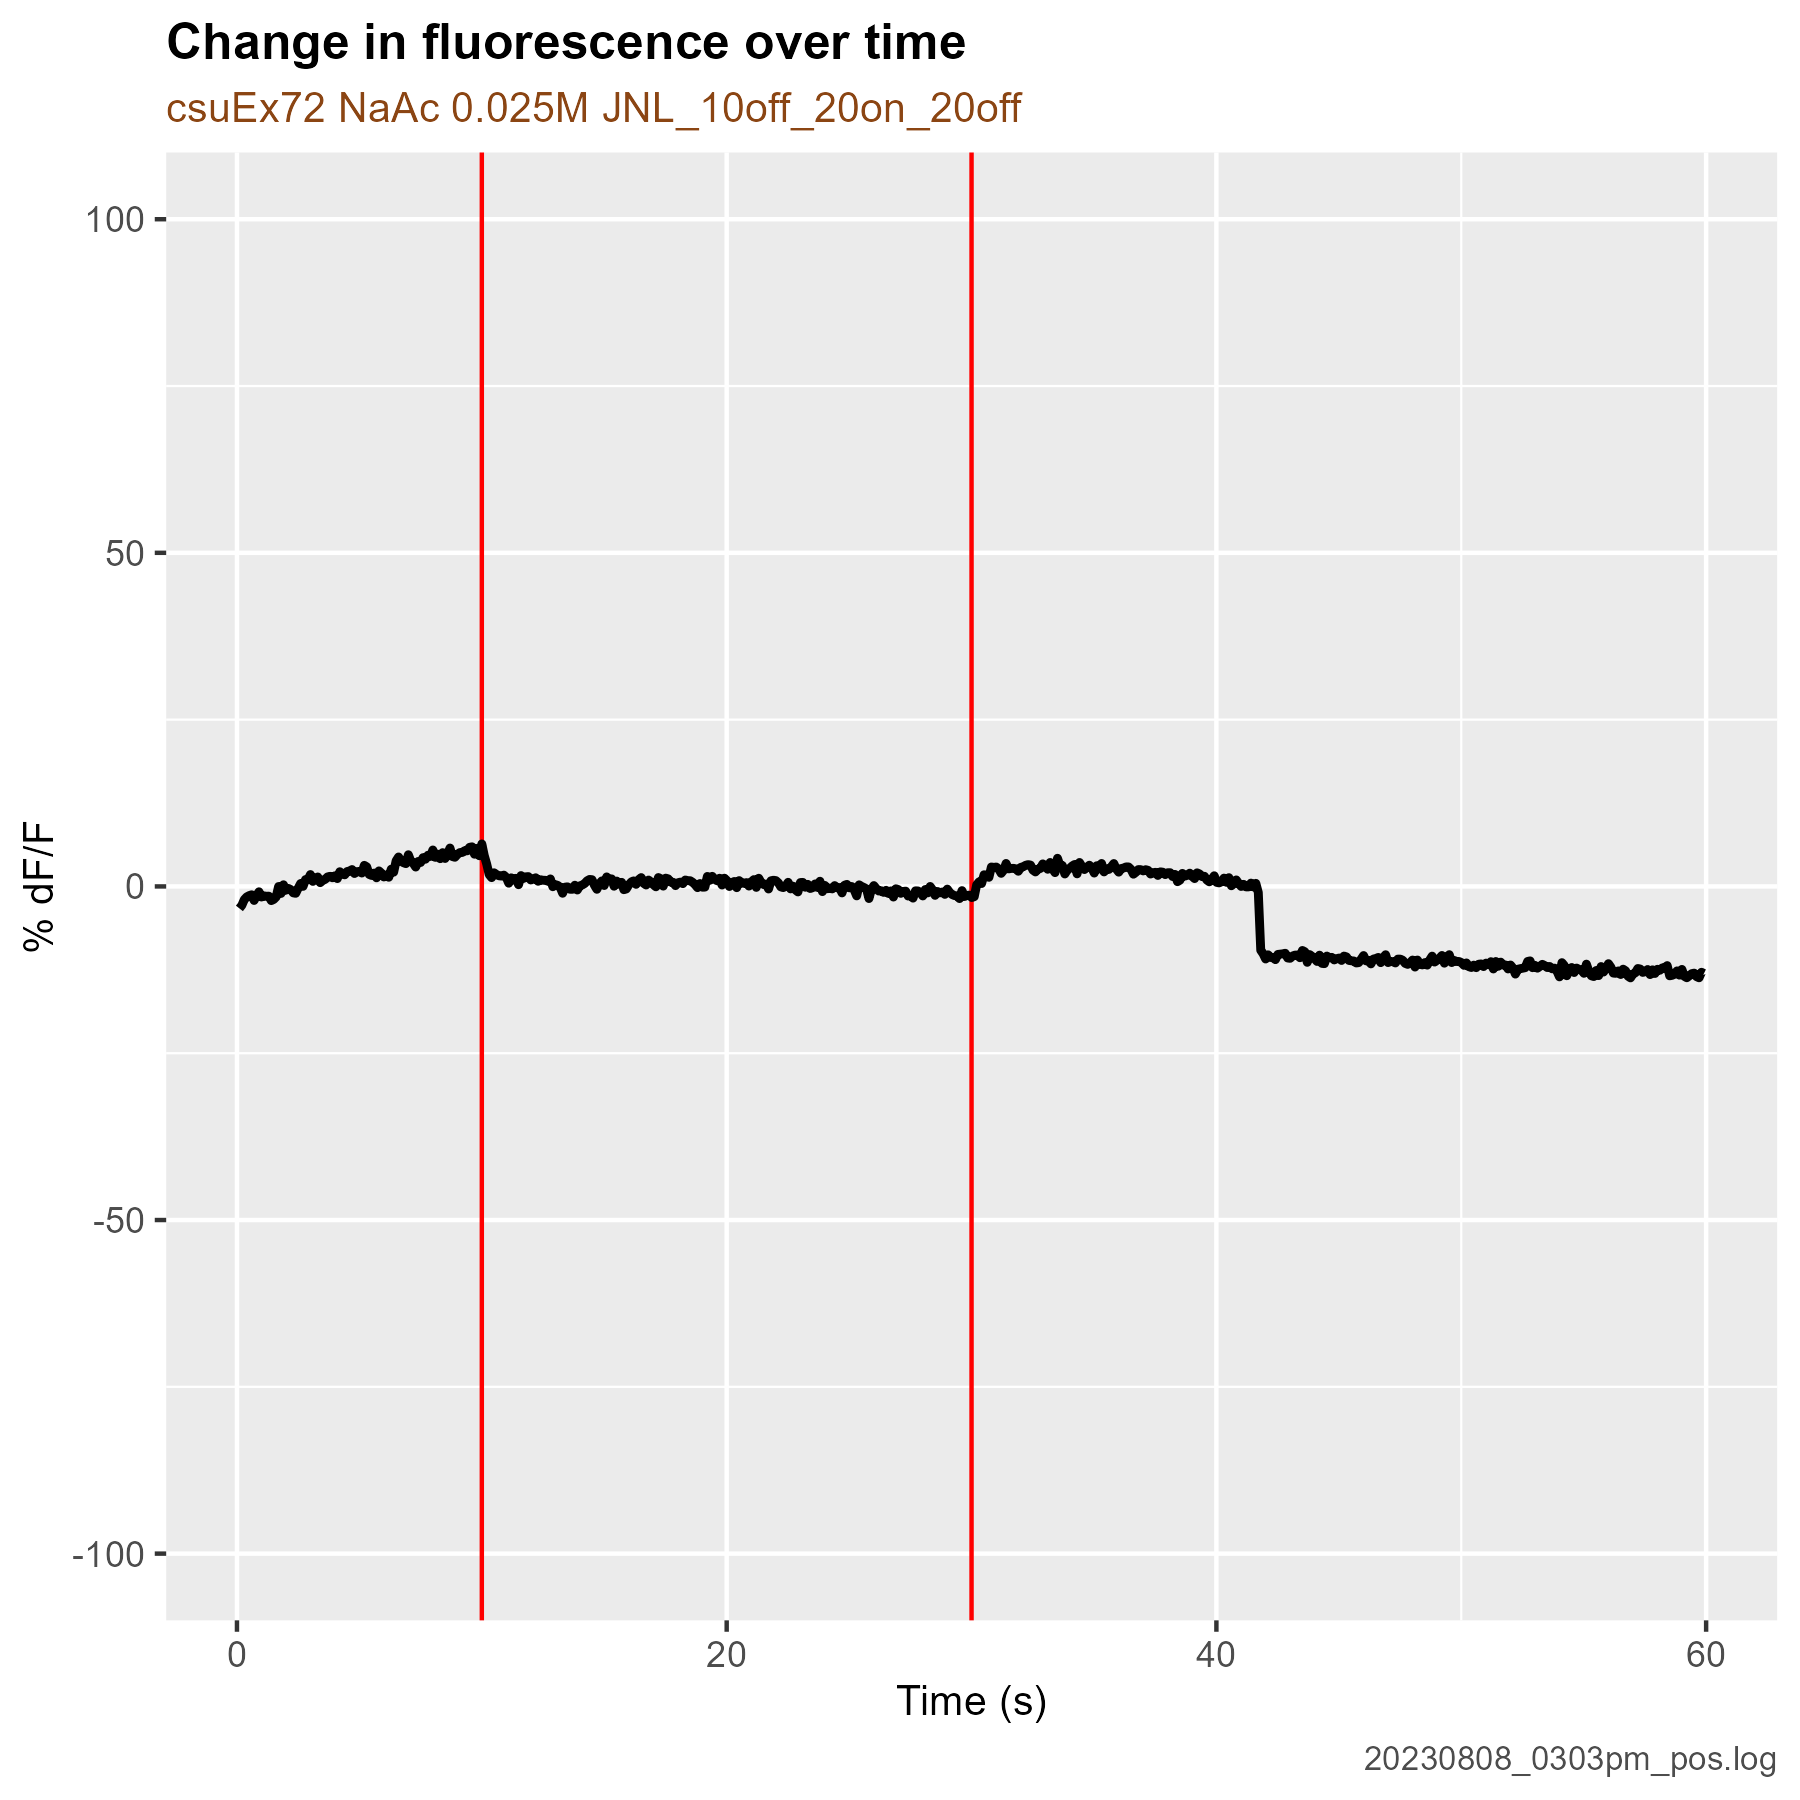 Change in fluorescence over time
csuEx72 NaAc 0.025M JNL_10off_20on_20off
100
50
0
-50
-100
% dF/F
0 20 40 60
Time (s)
20230808_0303pm_pos.log